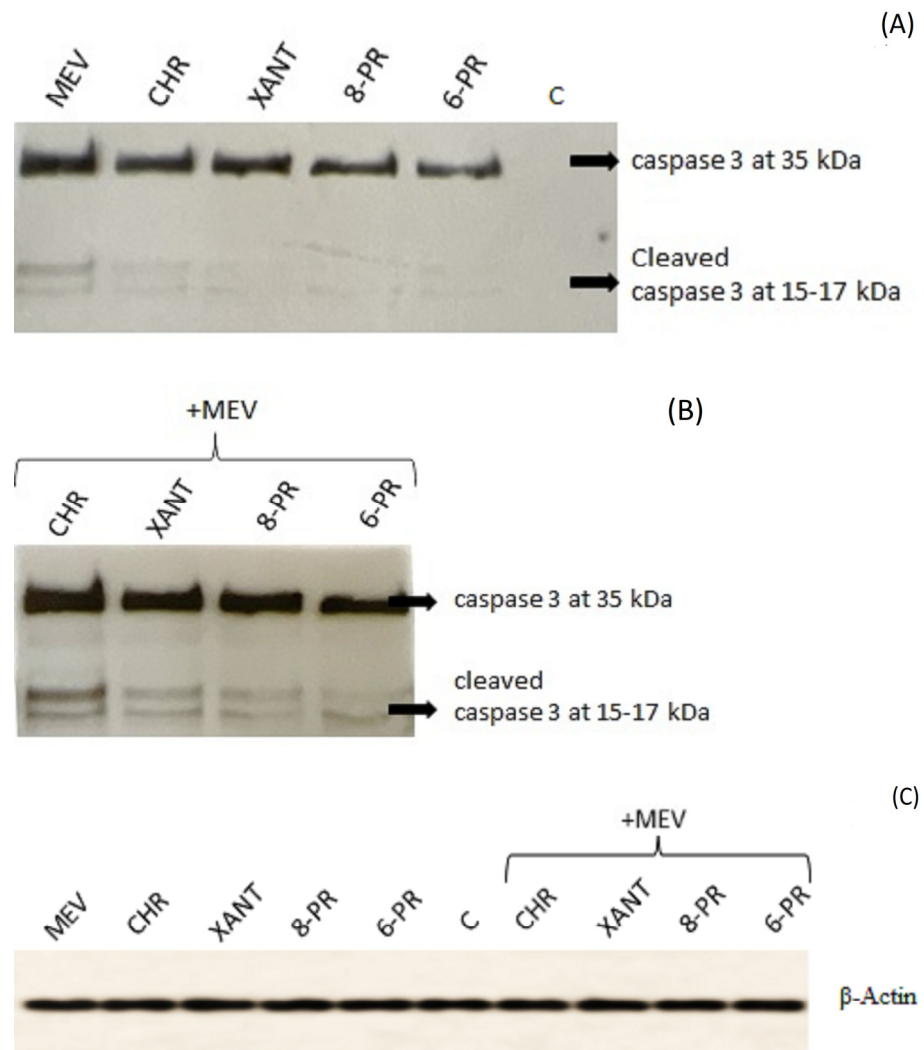 (A)
MEV CHR XANT 8-PR 6-PR C
caspase 3 at 35 kDa
Cleaved
caspase 3 at 15-17 kDa
+MEV
(B)
CHR XANT 8-PR 6-PR
caspase 3 at 35 kDa
cleaved
caspase 3 at 15-17 kDa
(C)
+MEV
MEV CHR XANT 8-PR 6-PR C CHR XANT 8-PR 6-PR
β-Actin